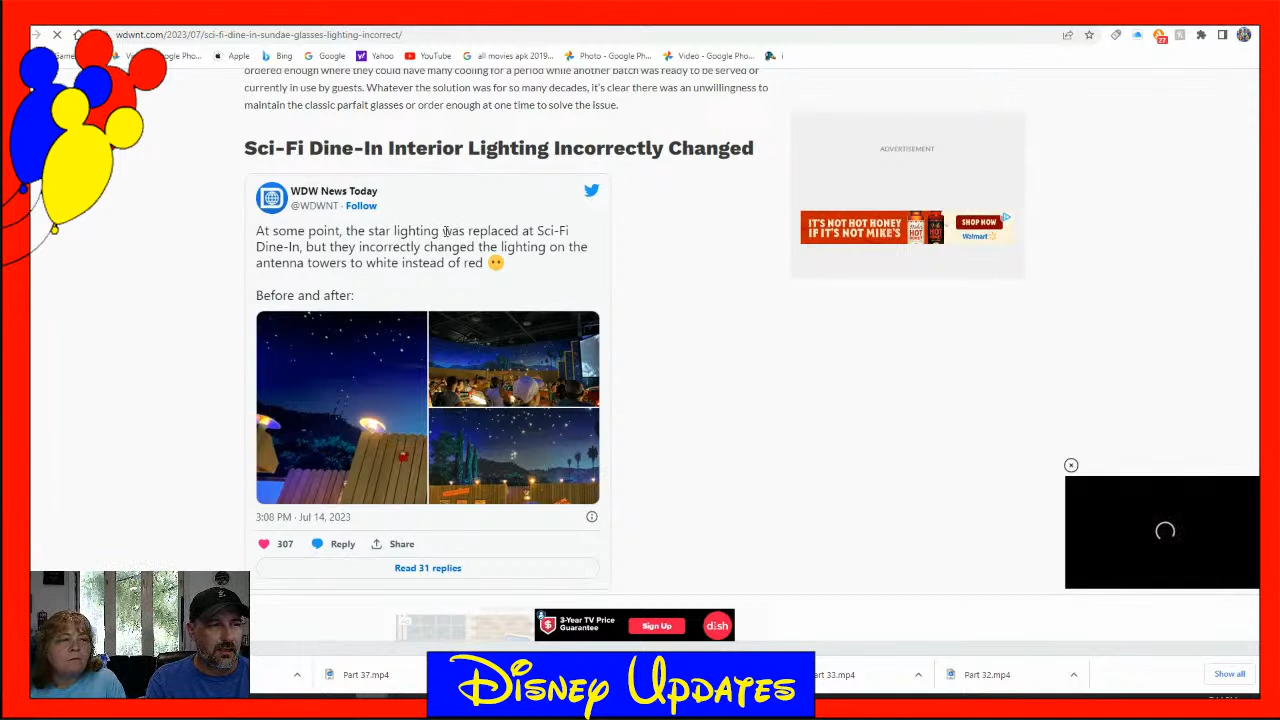 wdwnt.com/2023/07/sci-fi-dine-in-sundae-glasses-lighting-incorrect/
Apple
Bing
Google
Yahoo
YouTube
all movies apk 2019...
Photo - Google Pho...
Video - Google Pho...
27
ordered enough where they could have many cooling for a period while another batch was ready to be served or
currently in use by guests. Whatever the solution was for so many decades, it's clear there was an unwillingness to
maintain the classic parfait glasses or order enough at one time to solve the issue.
Sci-Fi Dine-In Interior Lighting Incorrectly Changed
ADVERTISEMENT
IT'S NOT HOT HONEY
IF IT'S NOT MIKE'S
SHOP NOW
Walmart
WDW News Today
@WDWNT · Follow
At some point, the star lighting was replaced at Sci-Fi
Dine-In, but they incorrectly changed the lighting on the
antenna towers to white instead of red 😶
Before and after:
3:08 PM · Jul 14, 2023
307
Reply
Share
Read 31 replies
3-Year TV Price
Guarantee
Sign Up
dish
Part 37.mp4
Part 33.mp4
Part 32.mp4
Show all
Disney Updates